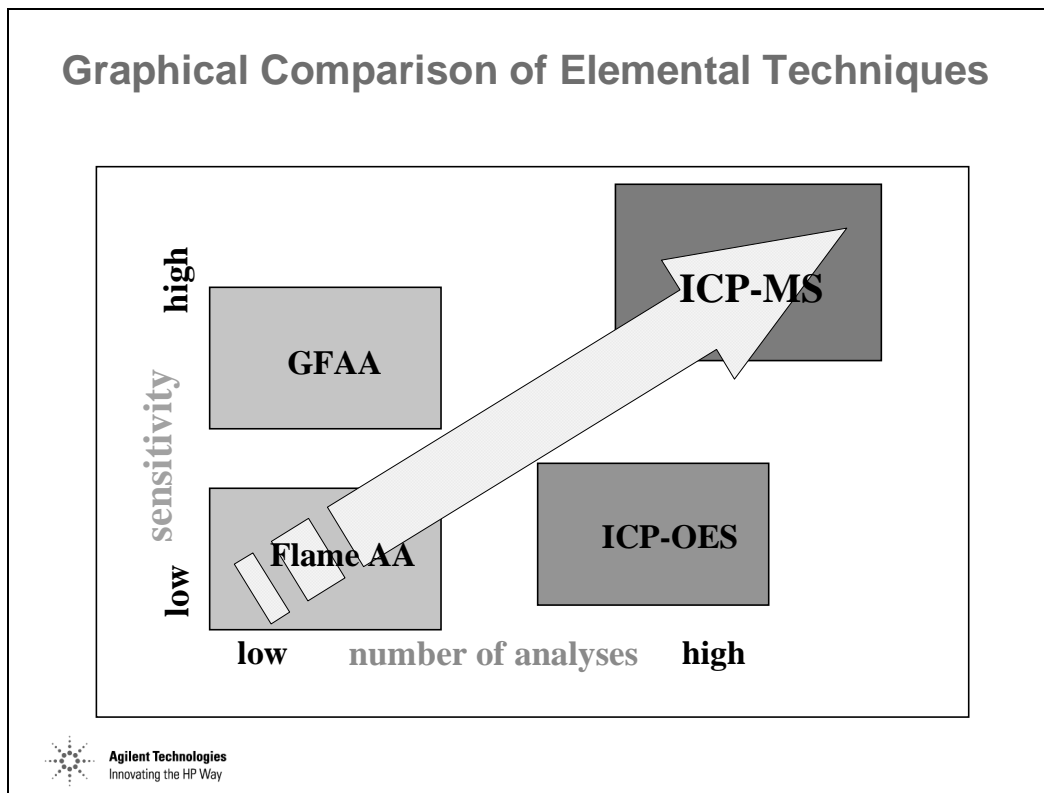 Graphical Comparison of Elemental Techniques
high
sensitivity
low
GFAA
ICP-MS
Flame AA
ICP-OES
low number of analyses high
Agilent Technologies
Innovating the HP Way